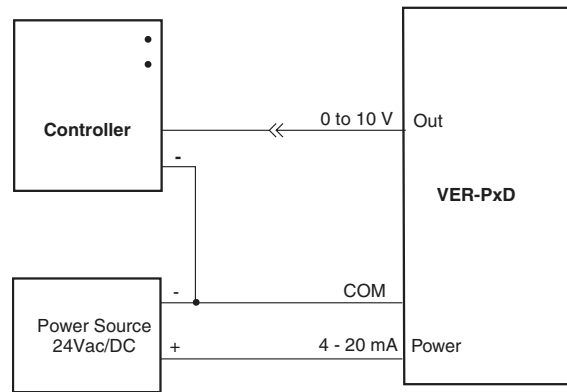 Controller
-
0 to 10 V
Out
VER-PxD
Power Source
24Vac/DC
-
+
COM
4 - 20 mA
Power